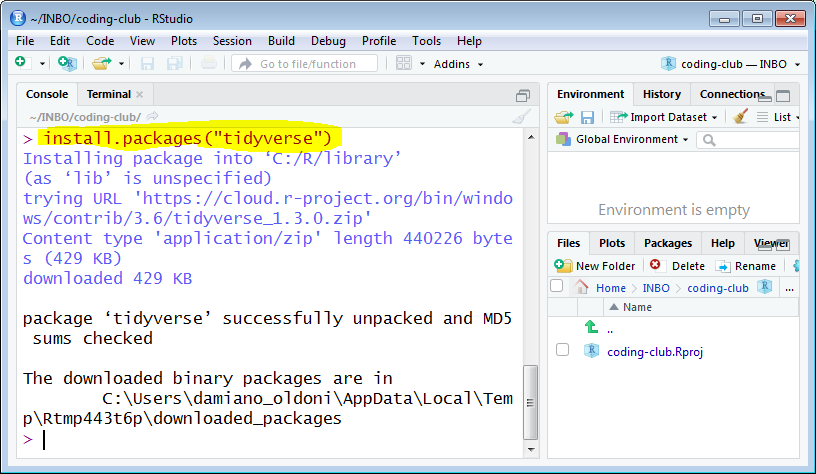 ~/INBO/coding-club - RStudio
File Edit Code View Plots Session Build Debug Profile Tools Help
Go to file/function Addins coding-club — INBO
Console Terminal
~/INBO/coding-club/
> install.packages("tidyverse")
Installing package into ‘C:/R/library’
(as ‘lib’ is unspecified)
trying URL 'https://cloud.r-project.org/bin/windo
ws/contrib/3.6/tidyverse_1.3.0.zip'
Content type 'application/zip' length 440226 byte
s (429 KB)
downloaded 429 KB
package ‘tidyverse’ successfully unpacked and MD5
sums checked
The downloaded binary packages are in
C:\Users\damiano_oldoni\AppData\Local\Tem
p\Rtmp443t6p\downloaded_packages
>
Environment History Connections
Import Dataset List
Global Environment
Environment is empty
Files Plots Packages Help Viewer
New Folder Delete Rename
Home INBO coding-club ...
Name
..
coding-club.Rproj